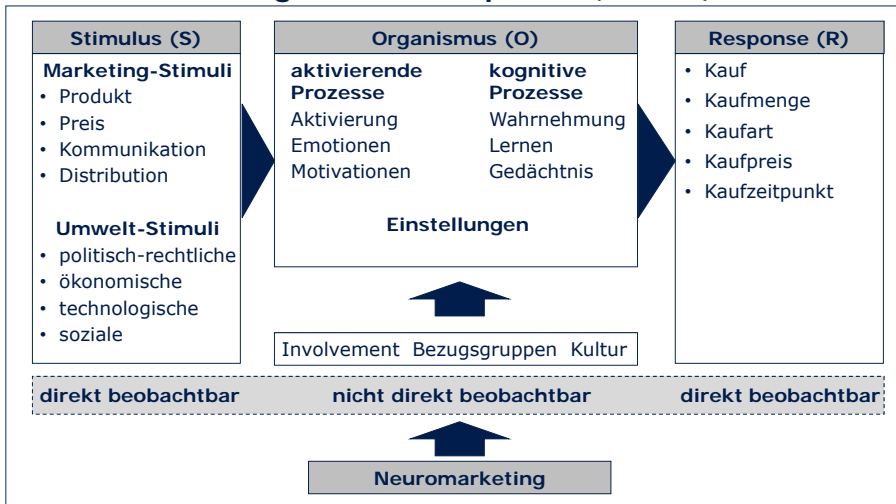 Stimulus (S)
Marketing-Stimuli
• Produkt
• Preis
• Kommunikation
• Distribution
Umwelt-Stimuli
• politisch-rechtliche
• ökonomische
• technologische
• soziale
Organismus (O)
aktivierende
Prozesse
Aktivierung
Emotionen
Motivationen
kognitive
Prozesse
Wahrnehmung
Lernen
Gedächtnis
Einstellungen
Response (R)
• Kauf
• Kaufmenge
• Kaufart
• Kaufpreis
• Kaufzeitpunkt
Involvement Bezugsgruppen Kultur
direkt beobachtbar nicht direkt beobachtbar direkt beobachtbar
Neuromarketing